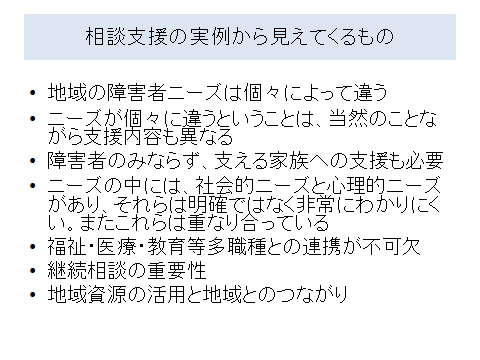 相談支援の実例から見えてくるもの
• 地域の障害者ニーズは個々によって違う
• ニーズが個々に違うということは、当然のことな
がら支援内容も異なる
• 障害者のみならず、支える家族への支援も必要
• ニーズの中には、社会的ニーズと心理的ニーズ
があり、それらは明確ではなく非常にわかりにく
い。またこれらは重なり合っている
• 福祉・医療・教育等多職種との連携が不可欠
• 継続相談の重要性
• 地域資源の活用と地域とのつながり